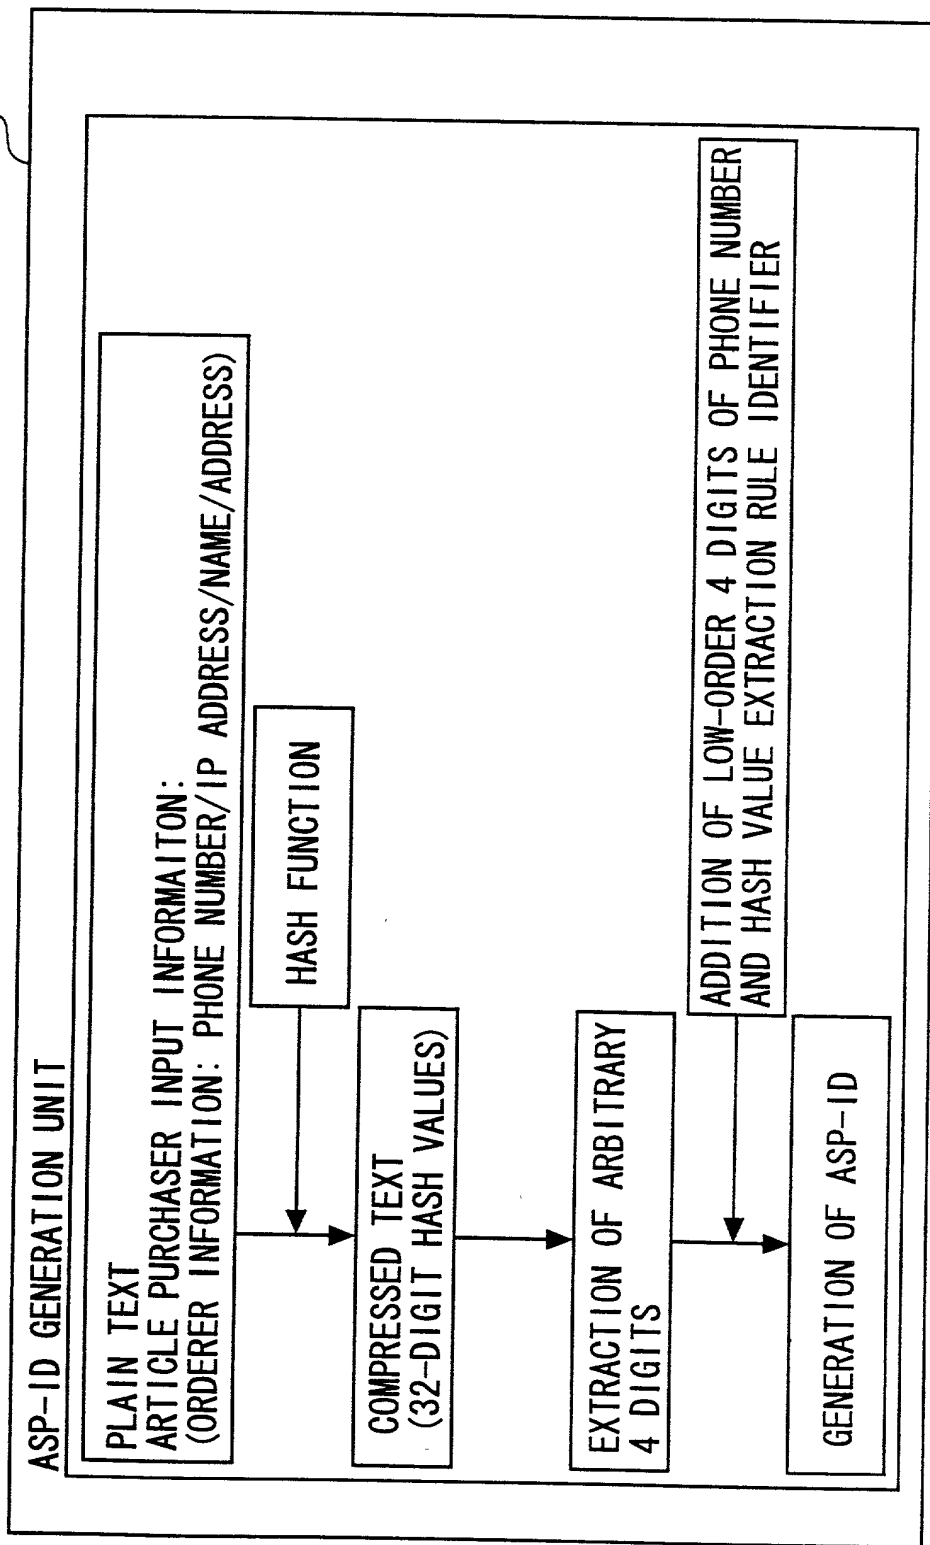 ASP-ID GENERATION UNIT
PLAIN TEXT
ARTICLE PURCHASER INPUT INFORMAITON:
(ORDERER INFORMATION: PHONE NUMBER/IP ADDRESS/NAME/ADDRESS)
HASH FUNCTION
COMPRESSED TEXT
(32-DIGIT HASH VALUES)
EXTRACTION OF ARBITRARY
4 DIGITS
ADDITION OF LOW-ORDER 4 DIGITS OF PHONE NUMBER
AND HASH VALUE EXTRACTION RULE IDENTIFIER
GENERATION OF ASP-ID